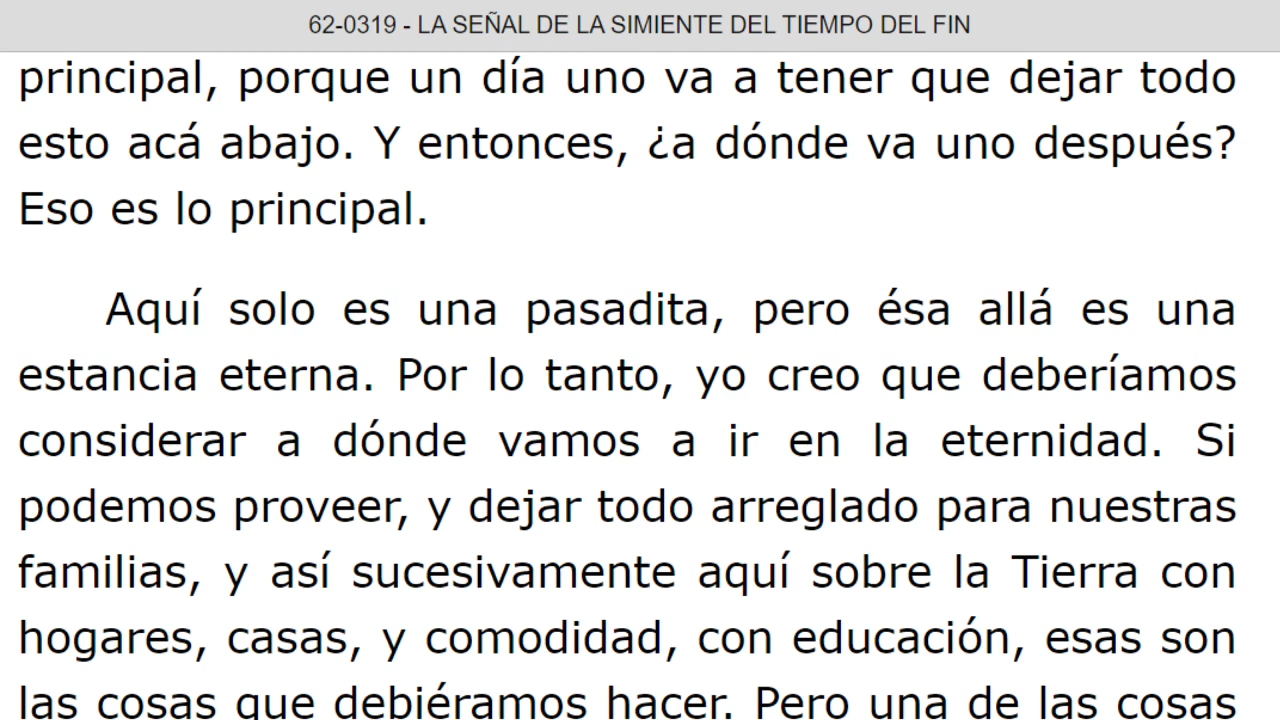 62-0319 - LA SEÑAL DE LA SIMIENTE DEL TIEMPO DEL FIN
principal, porque un día uno va a tener que dejar todo
esto acá abajo. Y entonces, ¿a dónde va uno después?
Eso es lo principal.
Aquí solo es una pasadita, pero ésa allá es una
estancia eterna. Por lo tanto, yo creo que deberíamos
considerar a dónde vamos a ir en la eternidad. Si
podemos proveer, y dejar todo arreglado para nuestras
familias, y así sucesivamente aquí sobre la Tierra con
hogares, casas, y comodidad, con educación, esas son
las cosas que debiéramos hacer. Pero una de las cosas